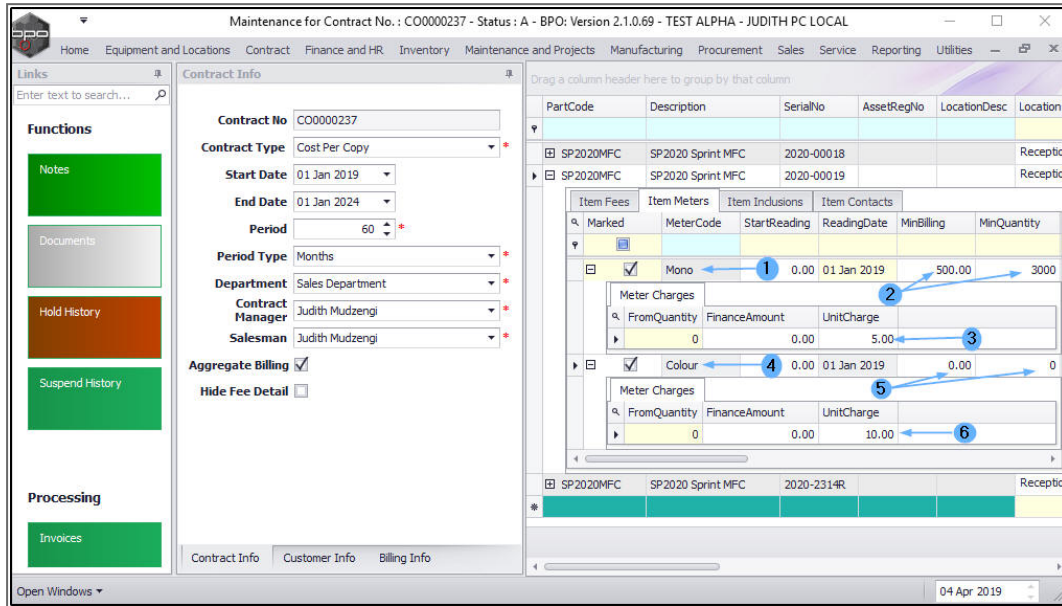 Maintenance for Contract No. : CO0000237 - Status : A - BPO: Version 2.1.0.69 - TEST ALPHA - JUDITH PC LOCAL
bpo
Home Equipment and Locations Contract Finance and HR Inventory Maintenance and Projects Manufacturing Procurement Sales Service Reporting Utilities
Links
Enter text to search...
Functions
Notes
Documents
Hold History
Suspend History
Processing
Invoices
Contract Info
Contract No CO0000237
Contract Type Cost Per Copy *
Start Date 01 Jan 2019
End Date 01 Jan 2024
Period 60 *
Period Type Months *
Department Sales Department *
Contract Manager Judith Mudzengi *
Salesman Judith Mudzengi *
Aggregate Billing
Hide Fee Detail
Contract Info Customer Info Billing Info
Drag a column header here to group by that column
PartCode Description SerialNo AssetRegNo LocationDesc Location
SP2020MFC SP2020 Sprint MFC 2020-00018 Receptic
SP2020MFC SP2020 Sprint MFC 2020-00019 Receptic
Item Fees Item Meters Item Inclusions Item Contacts
Marked MeterCode StartReading ReadingDate MinBilling MinQuantity
Mono 1 0.00 01 Jan 2019 500.00 3000
2
Meter Charges
FromQuantity FinanceAmount UnitCharge
0 0.00 5.00 3
Colour 4 0.00 01 Jan 2019 0.00 0
5
Meter Charges
FromQuantity FinanceAmount UnitCharge
0 0.00 10.00 6
SP2020MFC SP2020 Sprint MFC 2020-2314R Receptic
Open Windows
04 Apr 2019